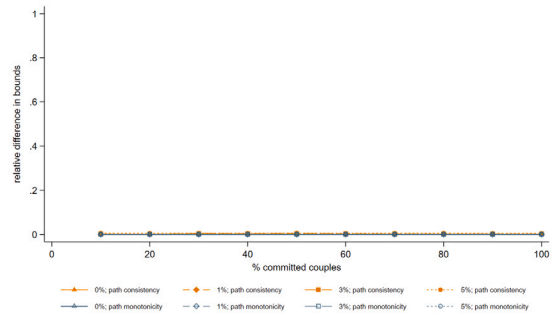 1
.8
.6
.4
.2
0
relative difference in bounds
0 20 40 60 80 100
% committed couples
0%; path consistency 1%; path consistency 3%; path consistency 5%; path consistency
0%; path monotonicity 1%; path monotonicity 3%; path monotonicity 5%; path monotonicity